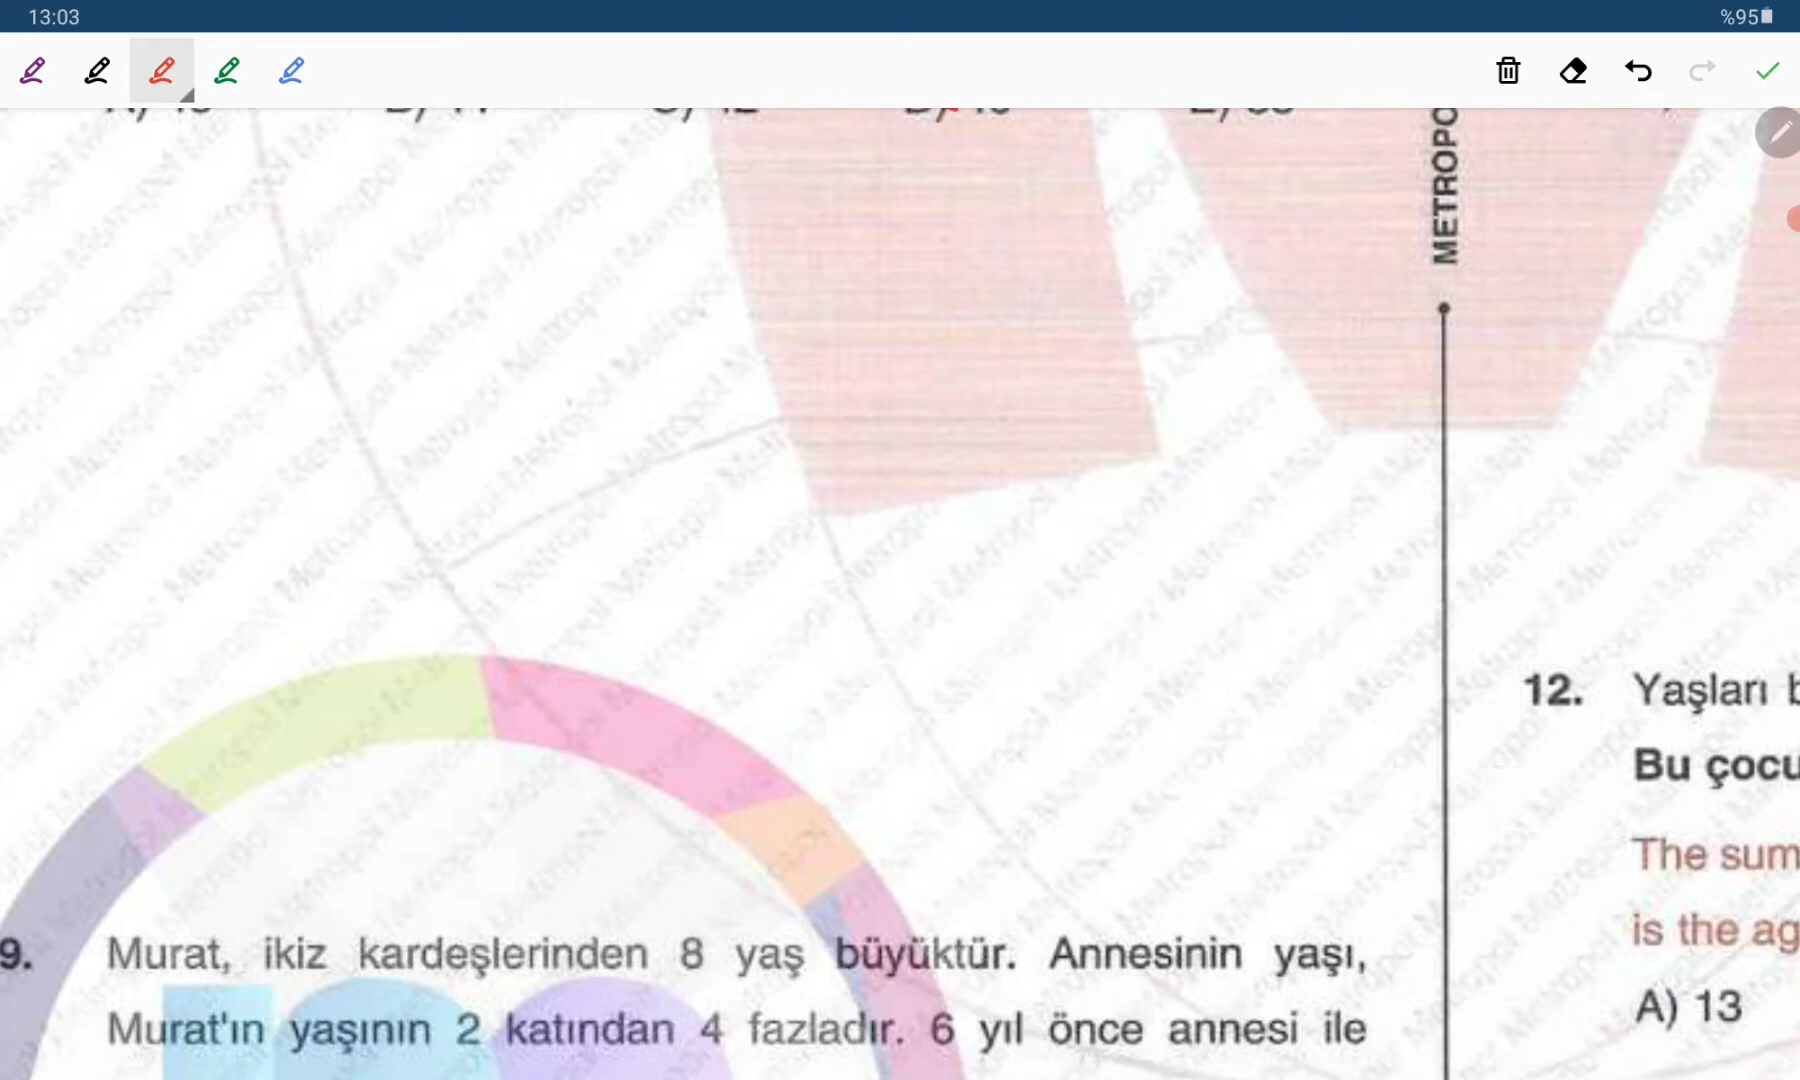 13:03
%95
METROPO
9. Murat, ikiz kardeşlerinden 8 yaş büyüktür. Annesinin yaşı,
Murat'ın yaşının 2 katından 4 fazladır. 6 yıl önce annesi ile
12. Yaşları b
Bu çocu
The sum
is the ag
A) 13